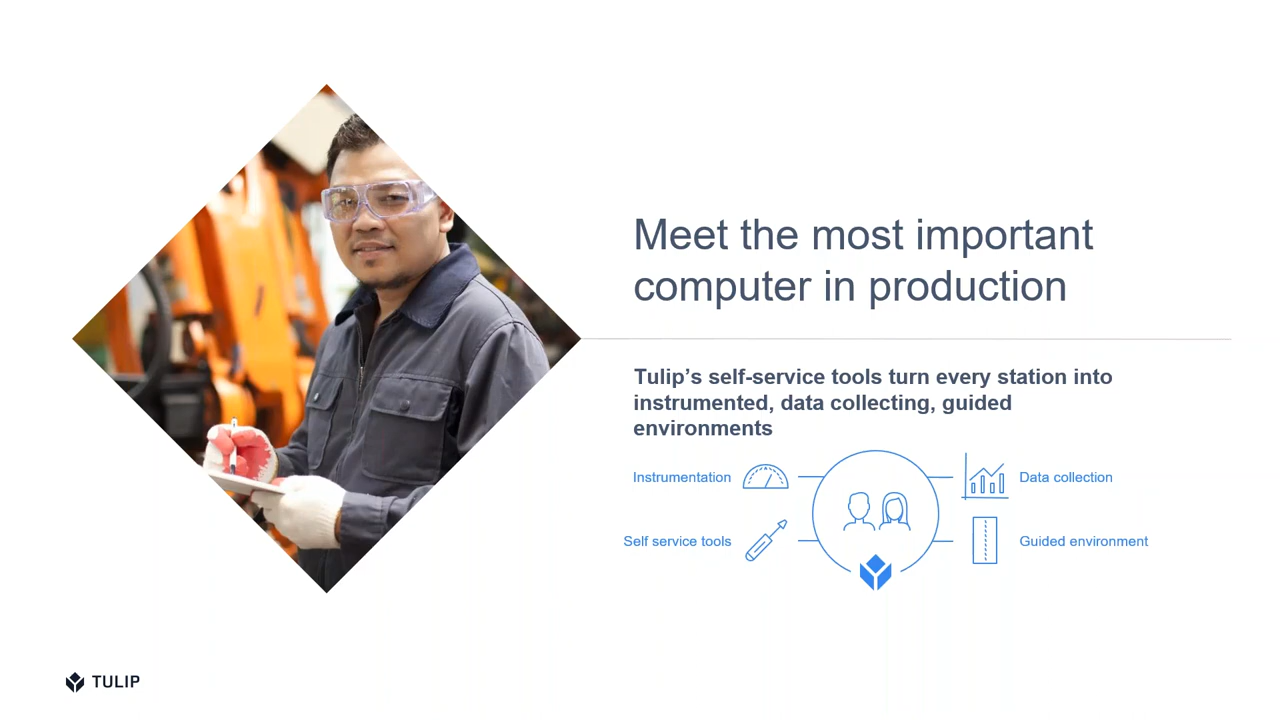 Meet the most important
computer in production
Tulip’s self-service tools turn every station into
instrumented, data collecting, guided
environments
Instrumentation
Data collection
Self service tools
Guided environment
TULIP